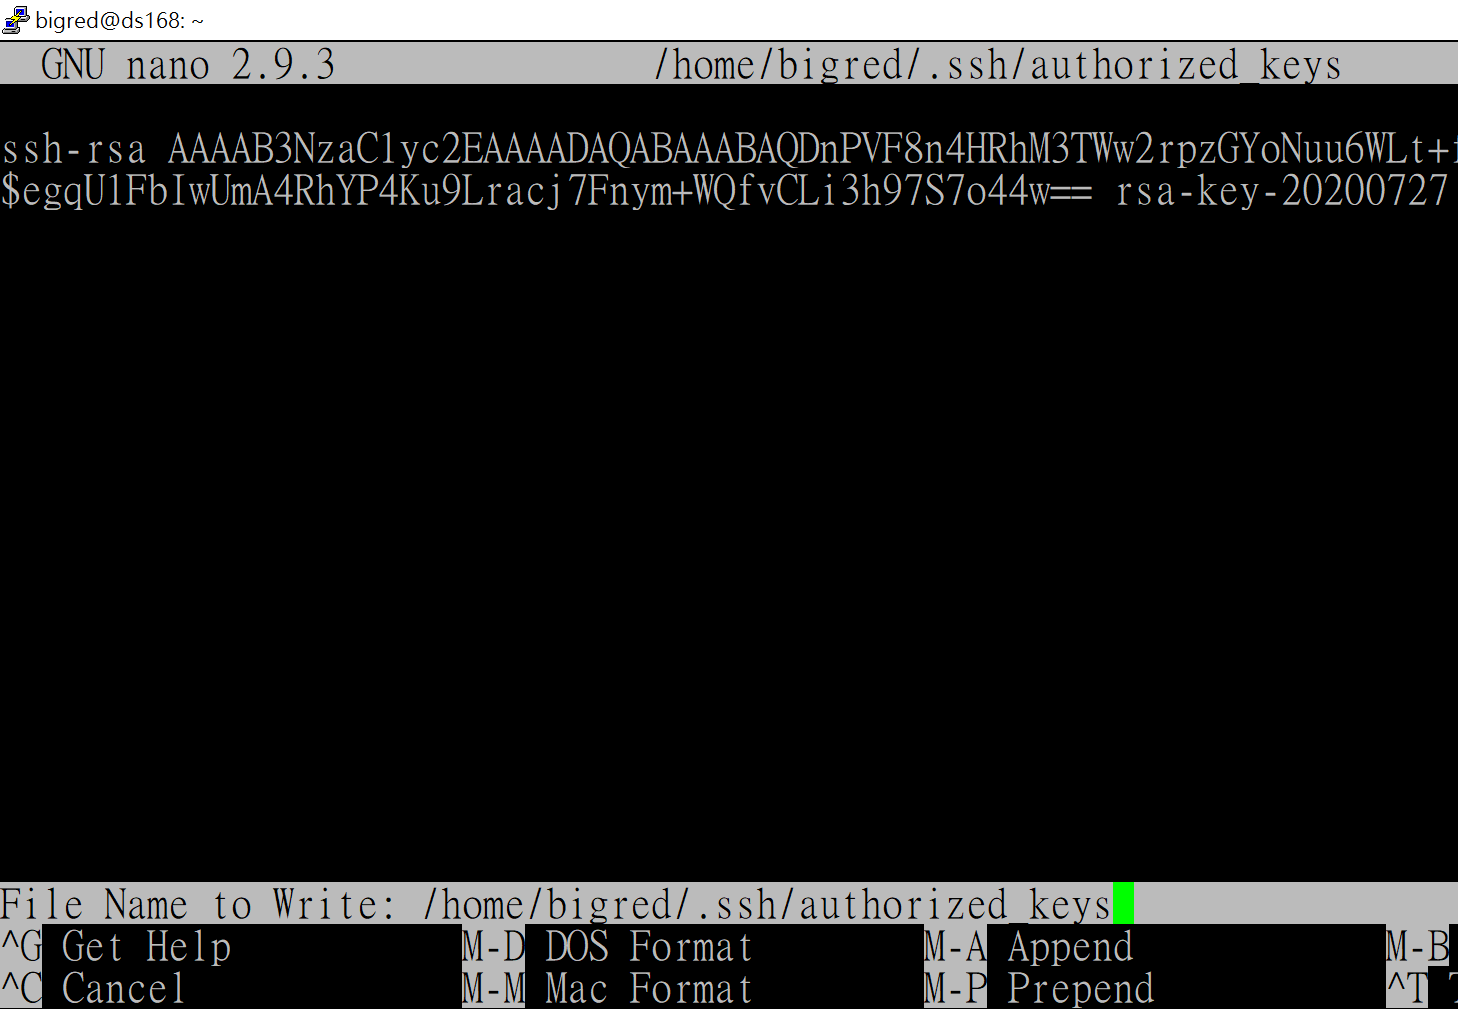 bigred@ds168: ~
GNU nano 2.9.3 /home/bigred/.ssh/authorized_keys
ssh-rsa AAAAB3NzaC1yc2EAAAADAQABAAABAQDnPVF8n4HRhM3TWw2rpzGYoNuu6WLt+
$egqU1FbIwUmA4RhYP4Ku9Lracj7Fnym+WQfvCLi3h97S7o44w== rsa-key-20200727
File Name to Write: /home/bigred/.ssh/authorized_keys
^G Get Help M-D DOS Format M-A Append M-B
^C Cancel M-M Mac Format M-P Prepend ^T